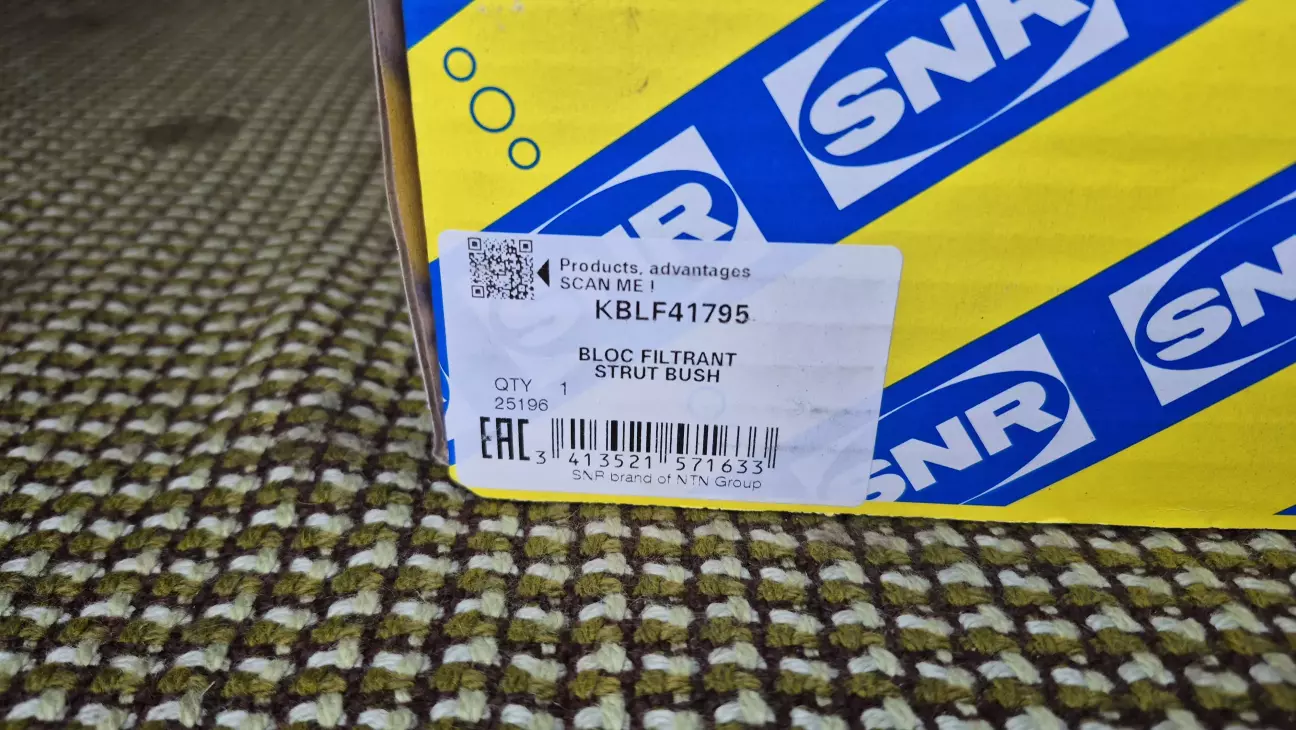 SNR
SNR
SNR
SNR
Products, advantages
SCAN ME !
KBLF41795
BLOC FILTRANT
STRUT BUSH
QTY 1
25196
EAC
3 413521 571633
SNR brand of NTN Group